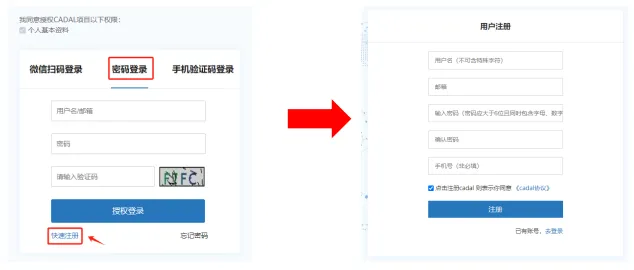 我同意授权CADAL项目以下权限：
个人基本资料
微信扫码登录 密码登录 手机验证码登录
用户名/邮箱
密码
请输入验证码
授权登录
快速注册 忘记密码
用户注册
用户名（不可含特殊字符）
邮箱
输入密码（密码应大于6位且同时包含字母、数字
确认密码
手机号（非必填）
点击注册cadal 则表示你同意 《cadal协议》
注册
已有账号，去登录